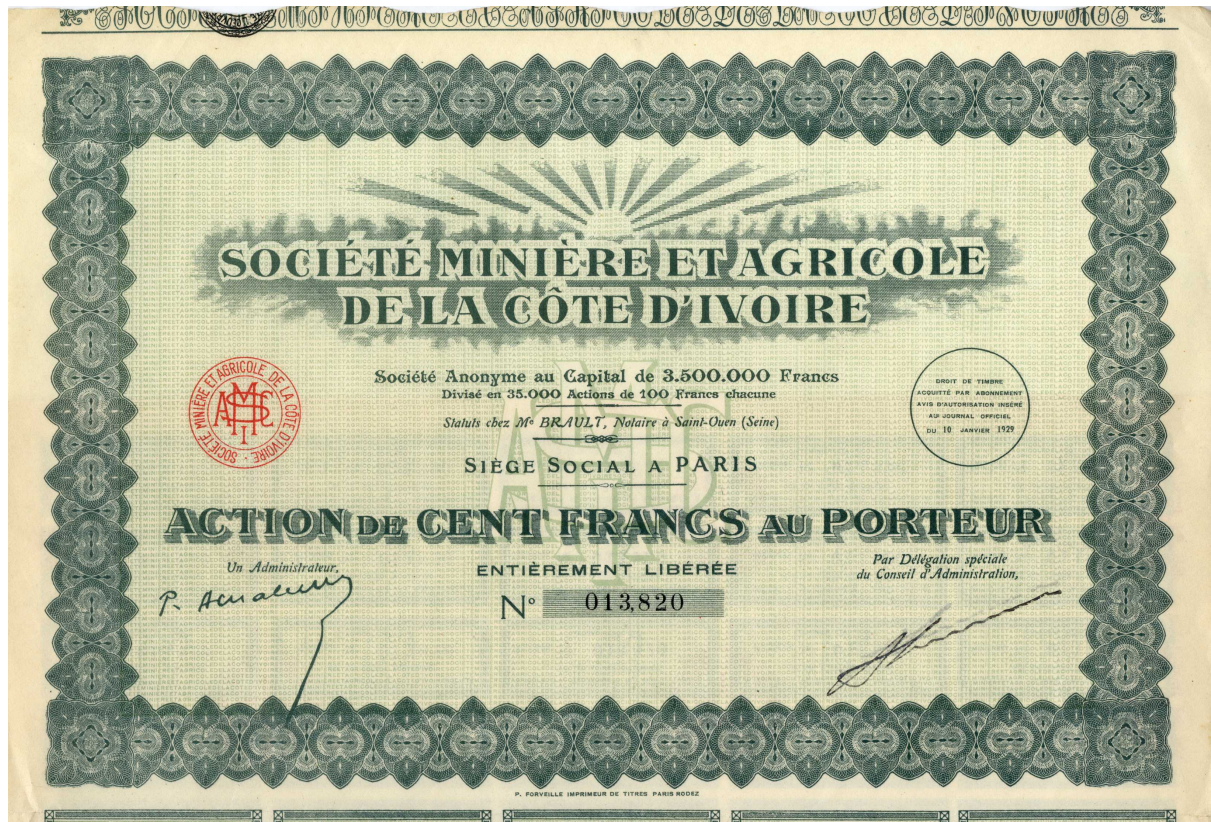 SOCIÉTÉ MINIÈRE ET AGRICOLE
DE LA CÔTE D'IVOIRE
Société Anonyme au Capital de 3.500.000 Francs
Divisé en 35.000 Actions de 100 Francs chacune
Statuts chez Me BRAULT, Notaire à Saint-Ouen (Seine)
SIÈGE SOCIAL A PARIS
SOCIÉTÉ MINIÈRE ET AGRICOLE DE LA CÔTE D'IVOIRE
DROIT DE TIMBRE
ACQUITTÉ PAR ABONNEMENT
AVIS D'AUTORISATION INSÉRÉ
AU JOURNAL OFFICIEL
DU 10 JANVIER 1929
ACTION DE CENT FRANCS AU PORTEUR
Un Administrateur,
ENTIÈREMENT LIBÉRÉE
Par Délégation spéciale
du Conseil d'Administration,
No 013,820
P. FORVEILLE IMPRIMEUR DE TITRES PARIS RODEZ